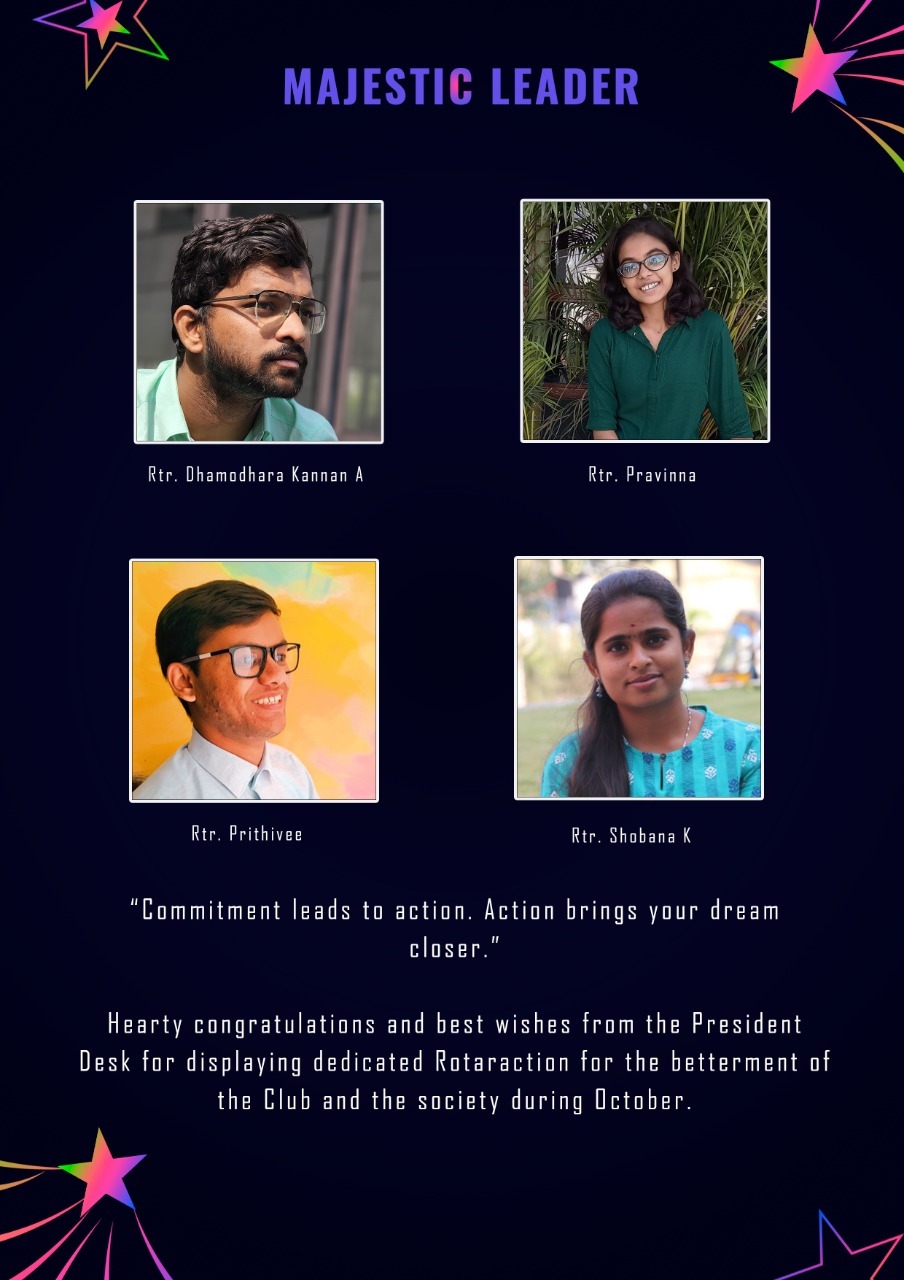 MAJESTIC LEADER
Rtr. Dhamodhara Kannan A
Rtr. Pravinna
Rtr. Prithivee
Rtr. Shobana K
“Commitment leads to action. Action brings your dream
closer.”
Hearty congratulations and best wishes from the President
Desk for displaying dedicated Rotaraction for the betterment of
the Club and the society during October.